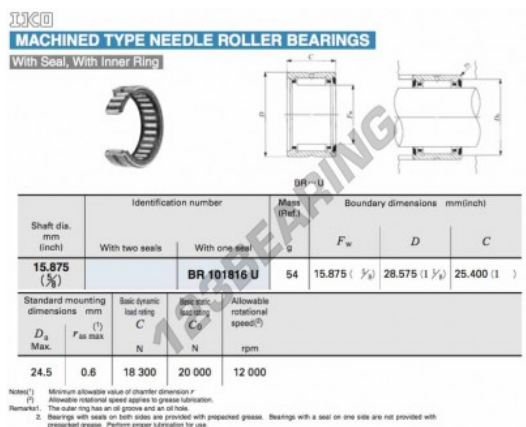 IKO
MACHINED TYPE NEEDLE ROLLER BEARINGS
With Seal, With Inner Ring
C
D
Fw
Da
BR…U
123BEARING
Shaft dia. mm (inch)
Identification number
With two seals
With one seal
Mass (Ref.) g
Boundary dimensions mm(inch)
Fw
D
C
15.875 (5/8)
BR 101816 U
54
15.875 ( 5/8)
28.575 (1 1/8)
25.400 (1 )
Standard mounting dimensions mm
Da Max.
ras max (1)
Basic dynamic load rating C N
Basic static load rating C0 N
Allowable rotational speed(2) rpm
24.5
0.6
18 300
20 000
12 000
Notes(1) Minimum allowable value of chamfer dimension r
(2) Allowable rotational speed applies to grease lubrication.
Remarks1. The outer ring has an oil groove and an oil hole.
2. Bearings with seals on both sides are provided with prepacked grease. Bearings with a seal on one side are not provided with
prepacked grease. Perform proper lubrication for use.